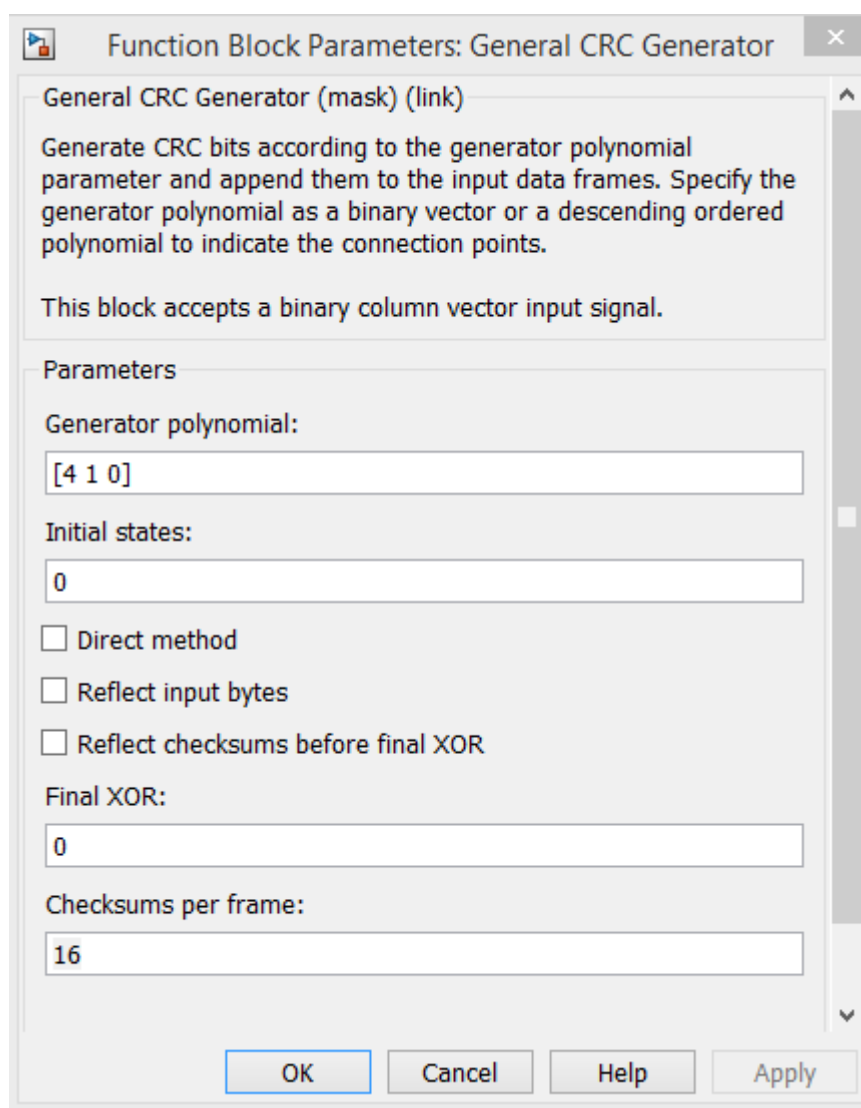 Function Block Parameters: General CRC Generator
General CRC Generator (mask) (link)
Generate CRC bits according to the generator polynomial
parameter and append them to the input data frames. Specify the
generator polynomial as a binary vector or a descending ordered
polynomial to indicate the connection points.
This block accepts a binary column vector input signal.
Parameters
Generator polynomial:
[4 1 0]
Initial states:
0
Direct method
Reflect input bytes
Reflect checksums before final XOR
Final XOR:
0
Checksums per frame:
16
OK Cancel Help Apply